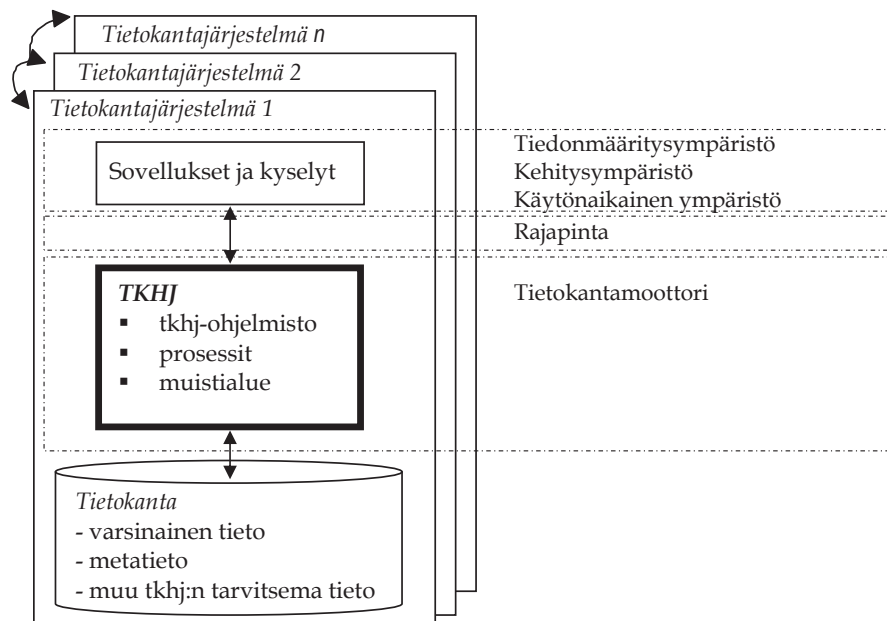 Tietokantajärjestelmä n
Tietokantajärjestelmä 2
Tietokantajärjestelmä 1
Sovellukset ja kyselyt
Tiedonmääritysympäristö
Kehitysympäristö
Käytönaikainen ympäristö
Rajapinta
TKHJ
▪ tkhj-ohjelmisto
▪ prosessit
▪ muistialue
Tietokantamoottori
Tietokanta
- varsinainen tieto
- metatieto
- muu tkhj:n tarvitsema tieto